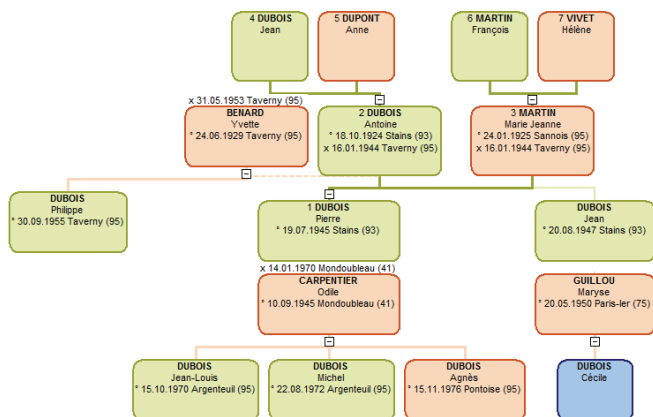 4 DUBOIS
Jean
5 DUPONT
Anne
6 MARTIN
François
7 VIVET
Hélène
x 31.05.1953 Taverny (95)
BENARD
Yvette
° 24.06.1929 Taverny (95)
2 DUBOIS
Antoine
° 18.10.1924 Stains (93)
x 16.01.1944 Taverny (95)
3 MARTIN
Marie Jeanne
° 24.01.1925 Sannois (95)
x 16.01.1944 Taverny (95)
DUBOIS
Philippe
° 30.09.1955 Taverny (95)
1 DUBOIS
Pierre
° 19.07.1945 Stains (93)
DUBOIS
Jean
° 20.08.1947 Stains (93)
x 14.01.1970 Mondoubleau (41)
CARPENTIER
Odile
° 10.09.1945 Mondoubleau (41)
GUILLOU
Maryse
° 20.05.1950 Paris-Ier (75)
DUBOIS
Jean-Louis
° 15.10.1970 Argenteuil (95)
DUBOIS
Michel
° 22.08.1972 Argenteuil (95)
DUBOIS
Agnès
° 15.11.1976 Pontoise (95)
DUBOIS
Cécile